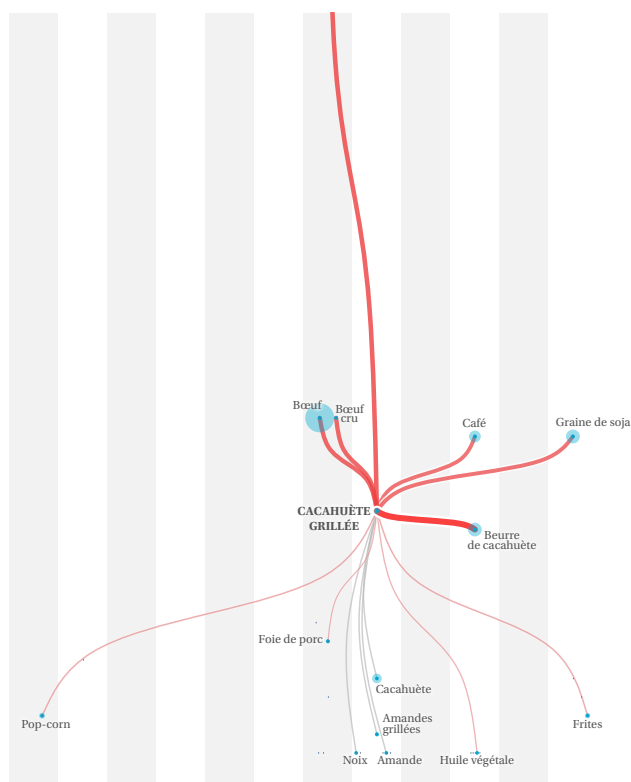 Bœuf
Bœuf
cru
Café
Graine de soja
CACAHUÈTE
GRILLÉE
Beurre
de cacahuète
Foie de porc
Cacahuète
Pop-corn
Amandes
grillées
Frites
Noix
Amande
Huile végétale